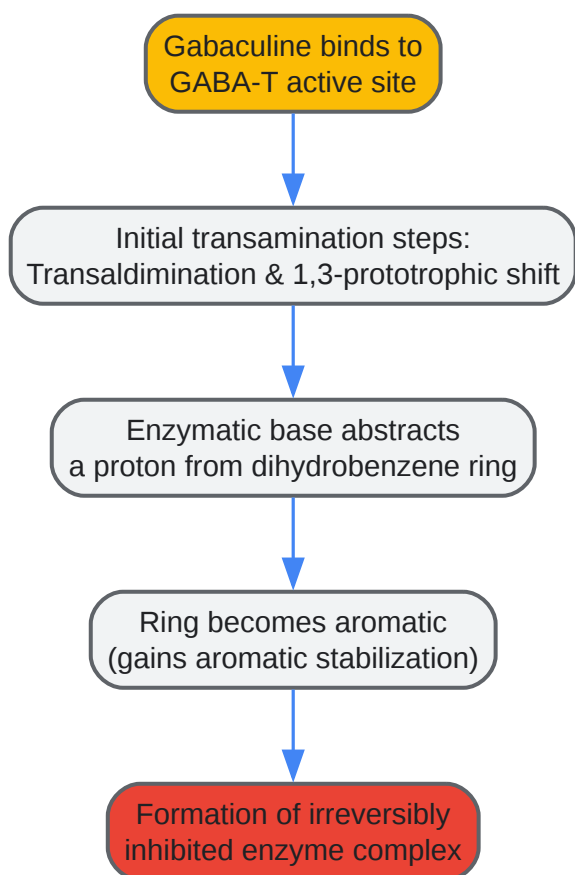 Gabaculine binds to
GABA-T active site
Initial transamination steps:
Transaldimination & 1,3-prototrophic shift
Enzymatic base abstracts
a proton from dihydrobenzene ring
Ring becomes aromatic
(gains aromatic stabilization)
Formation of irreversibly
inhibited enzyme complex